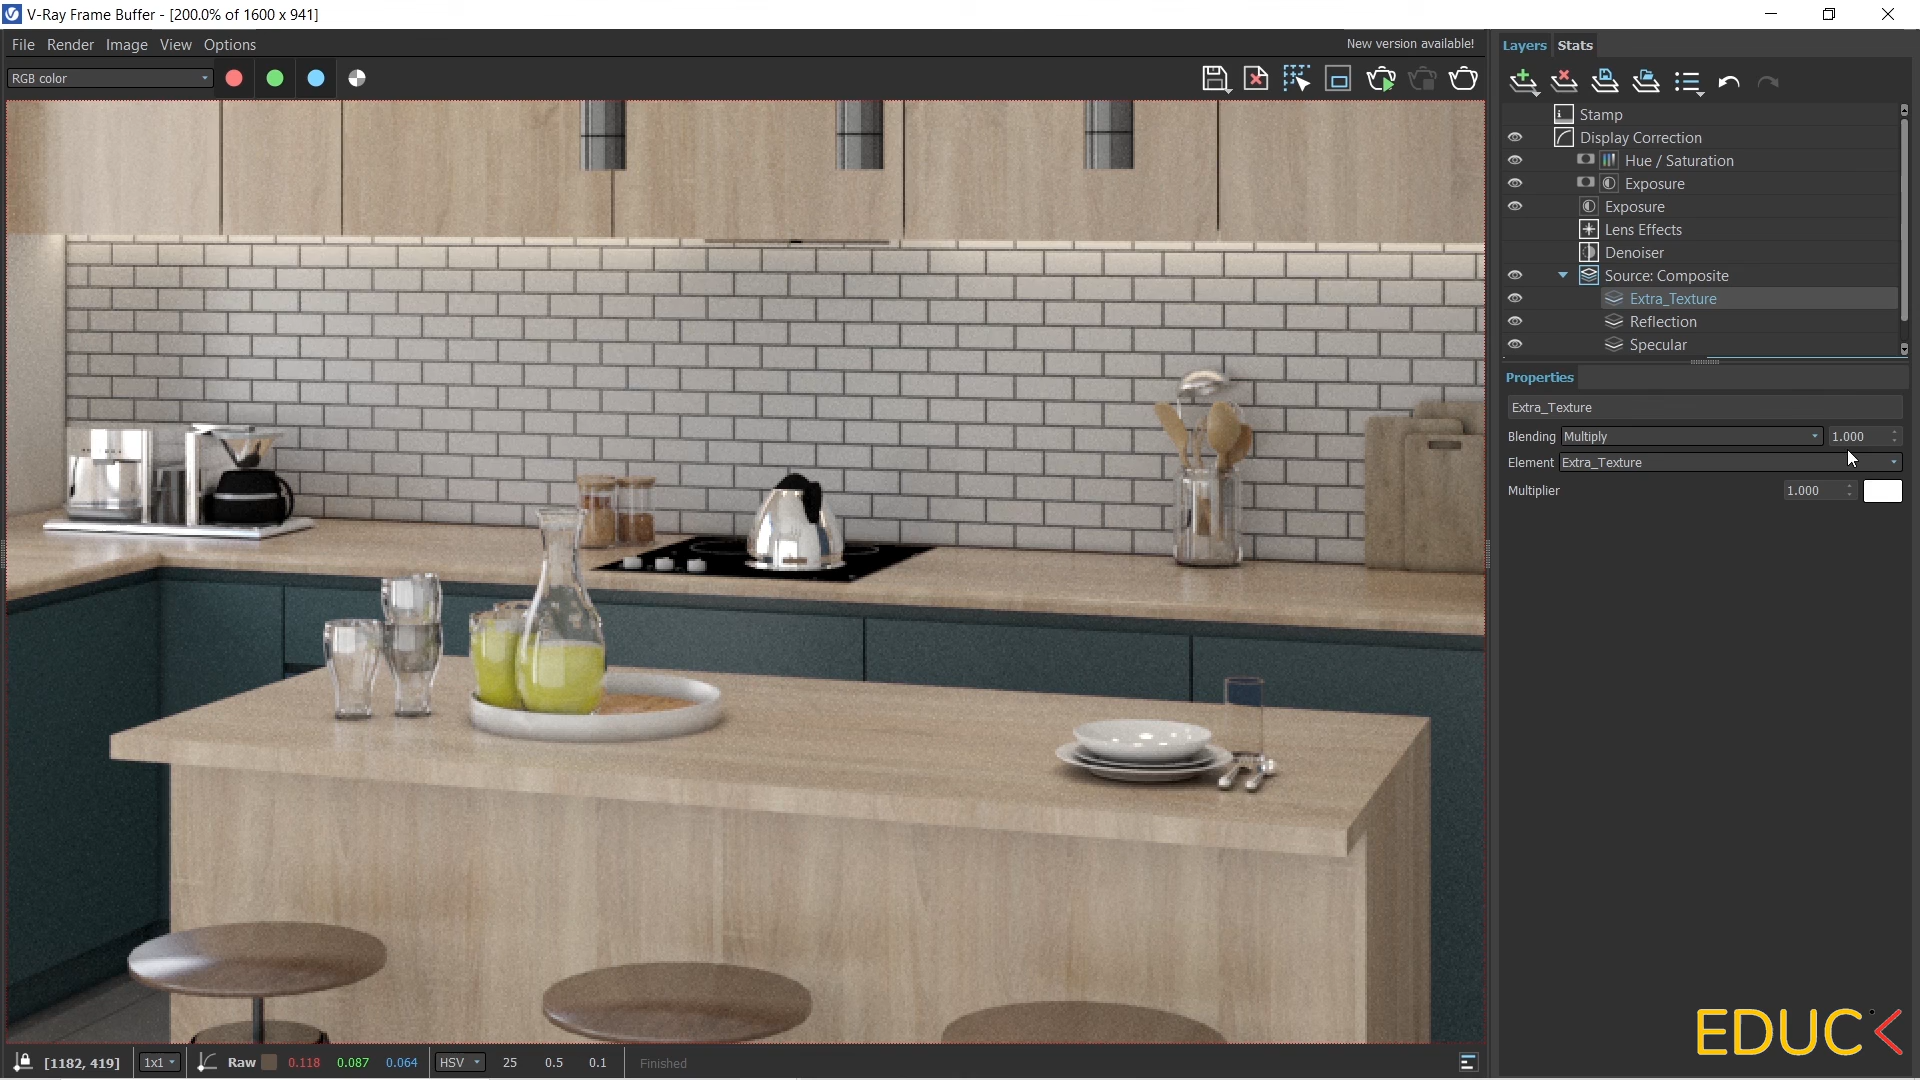 V-Ray Frame Buffer - [200.0% of 1600 x 941]
File Render Image View Options
New version available!
RGB color
Layers Stats
Stamp
Display Correction
Hue / Saturation
Exposure
Exposure
Lens Effects
Denoiser
Source: Composite
Extra_Texture
Reflection
Specular
Properties
Extra_Texture
Blending Multiply 1.000
Element Extra_Texture
Multiplier 1.000
EDUC
[1182, 419] 1x1 Raw 0.118 0.087 0.064 HSV 25 0.5 0.1 Finished